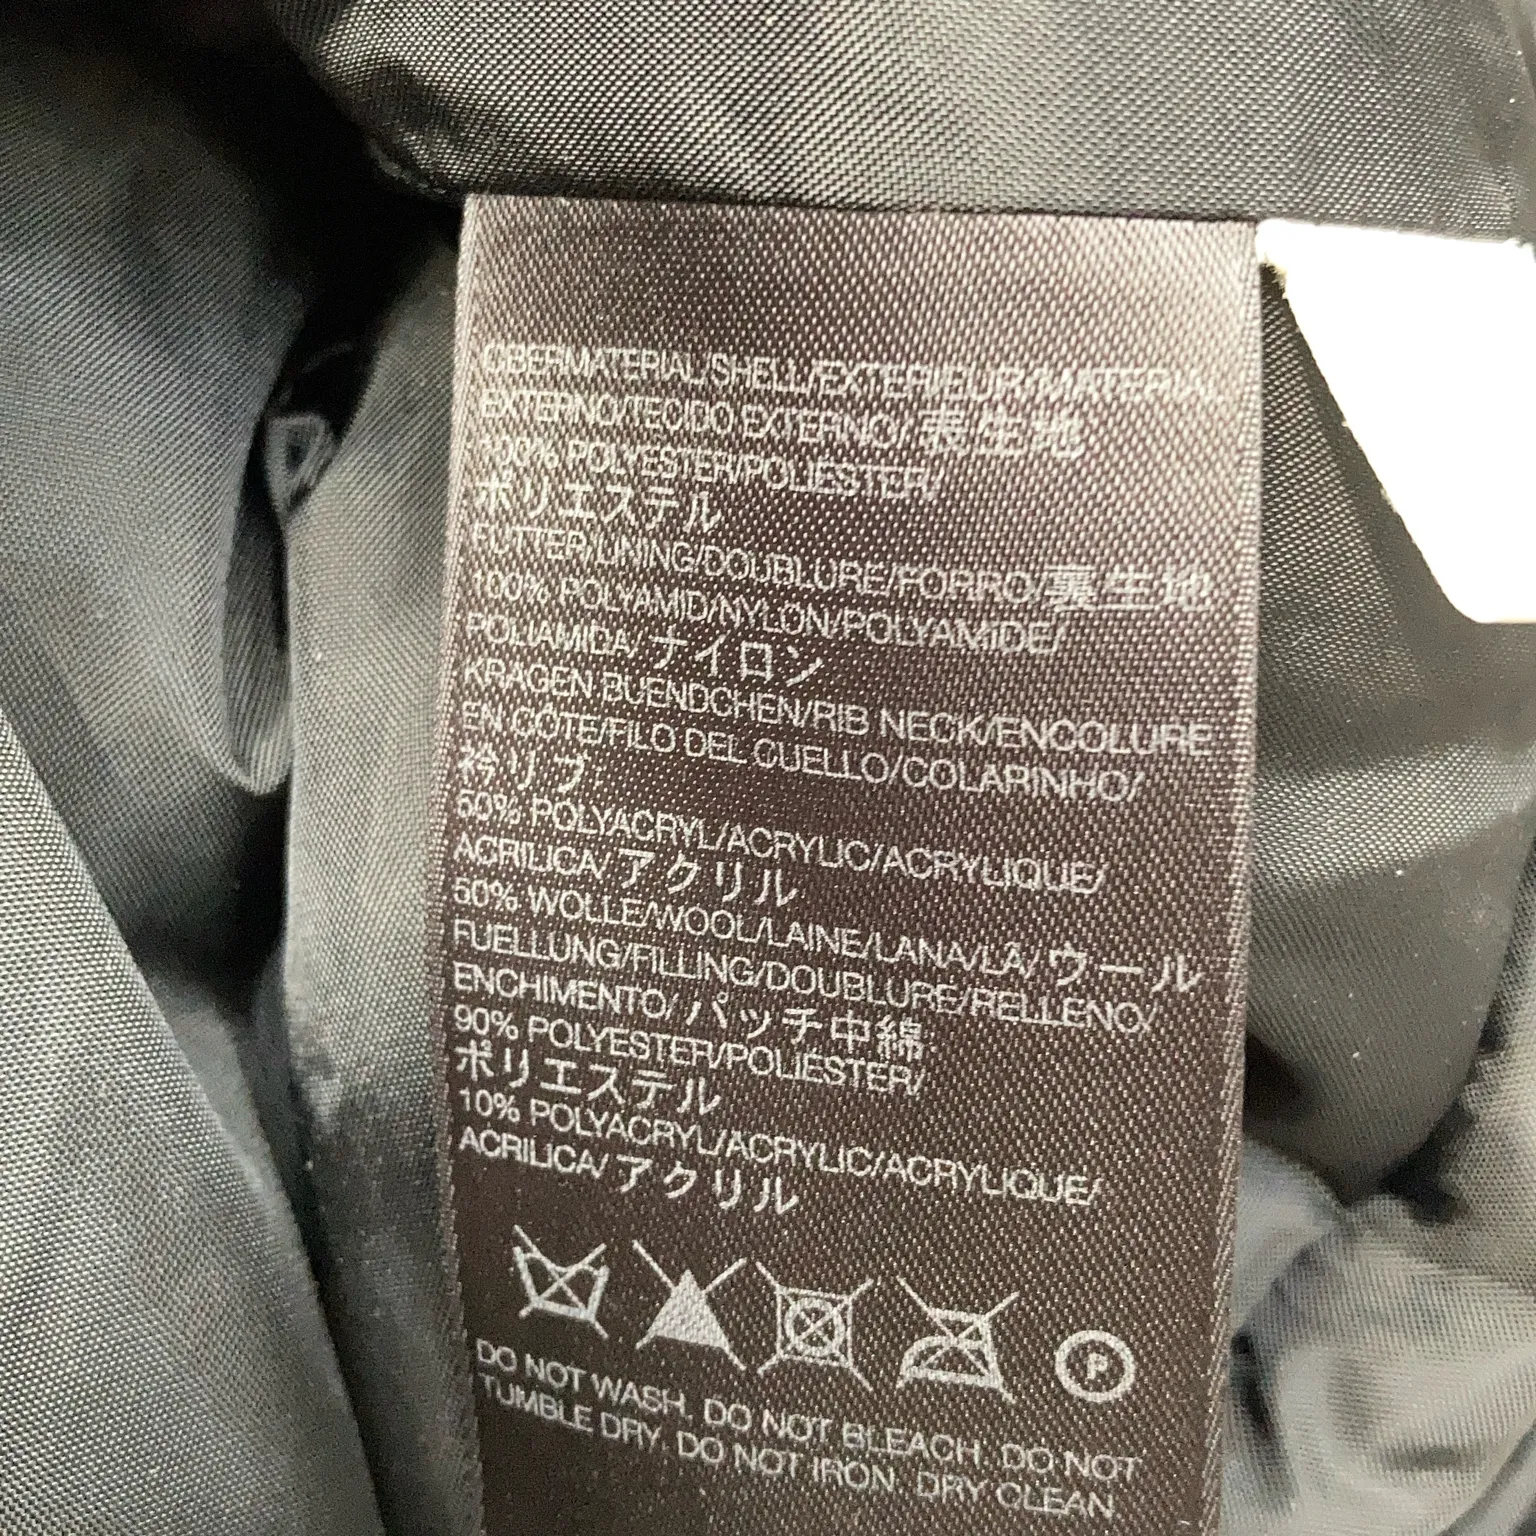 OBERMATERIAL/SHELL/EXTERIEUR/MATERIAL
EXTERNO/TECIDO EXTERNO/表生地
100% POLYESTER/POLIESTER/
ポリエステル
FUTTER/LINING/DOUBLURE/FORRO/裏生地
100% POLYAMID/NYLON/POLYAMIDE/
POLIAMIDA/ナイロン
KRAGEN BUENDCHEN/RIB NECK/ENCOLURE
EN CÔTE/FILO DEL CUELLO/COLARINHO/
衿リブ
50% POLYACRYL/ACRYLIC/ACRYLIQUE/
ACRILICA/アクリル
50% WOLLE/WOOL/LAINE/LANA/LÂ/ウール
FUELLUNG/FILLING/DOUBLURE/RELLENO/
ENCHIMENTO/パッチ中綿
90% POLYESTER/POLIESTER/
ポリエステル
10% POLYACRYL/ACRYLIC/ACRYLIQUE/
ACRILICA/アクリル
P
DO NOT WASH. DO NOT BLEACH. DO NOT
TUMBLE DRY. DO NOT IRON. DRY CLEAN